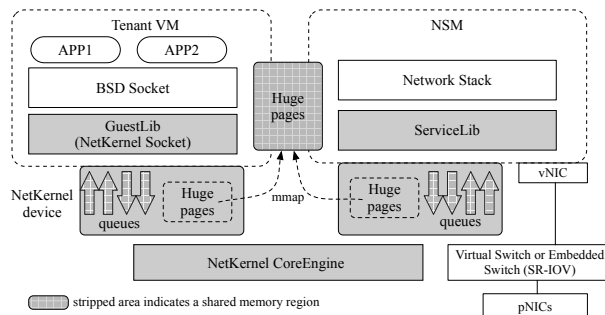 Tenant VM
NSM
APP1
APP2
BSD Socket
Huge
pages
Network Stack
GuestLib
(NetKernel Socket)
ServiceLib
NetKernel
device
queues
Huge
pages
mmap
Huge
pages
queues
vNIC
NetKernel CoreEngine
Virtual Switch or Embedded
Switch (SR-IOV)
stripped area indicates a shared memory region
pNICs